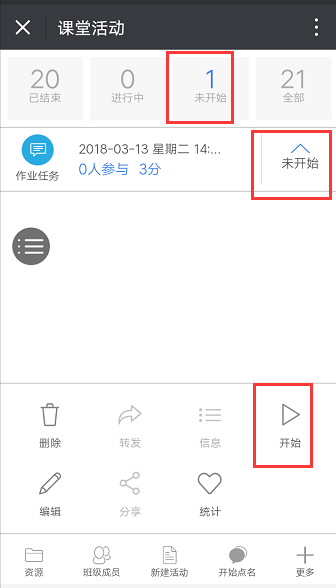 课堂活动
20 0 1 21
已结束 进行中 未开始 全部
2018-03-13 星期二 14:...
作业任务 0人参与 3分 未开始
删除 转发 信息 开始
编辑 分享 统计
资源 班级成员 新建活动 开始点名 更多